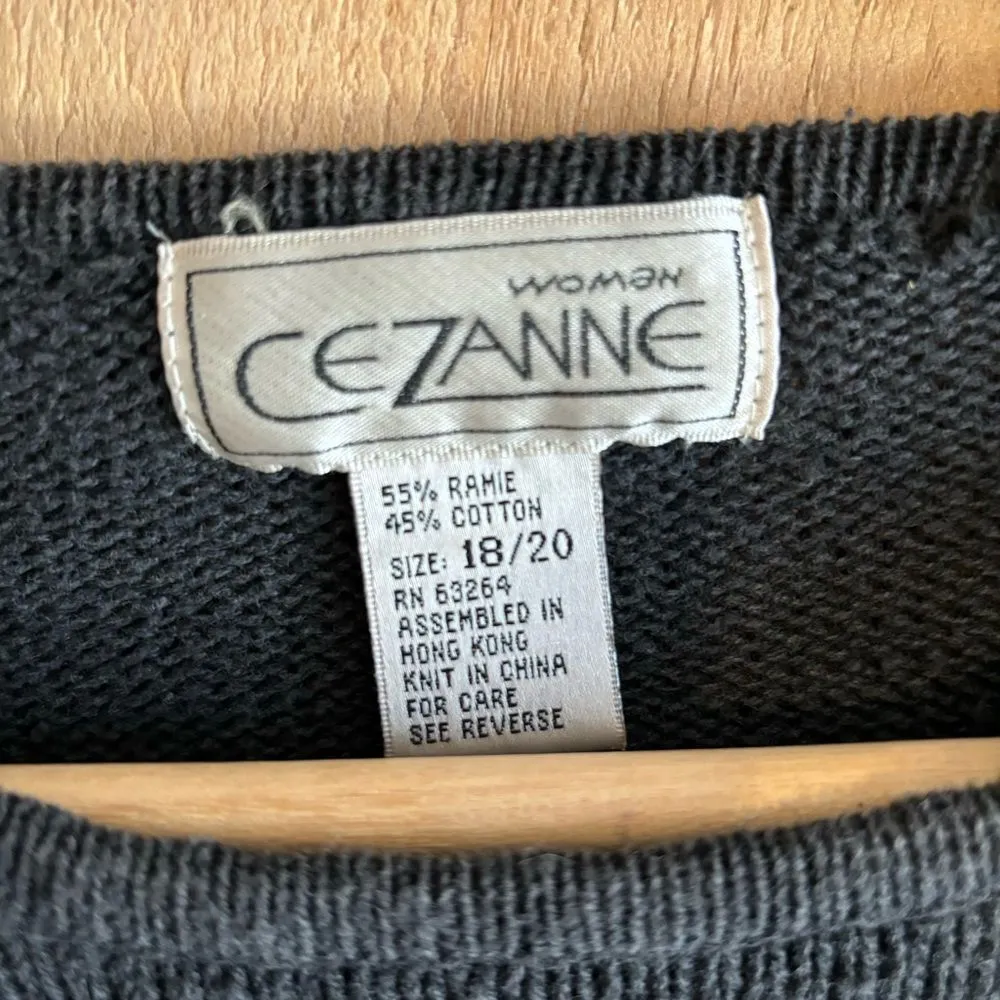 WOMEN
CEZANNE
55% RAMIE
45% COTTON
SIZE: 18/20
RN 63264
ASSEMBLED IN
HONG KONG
KNIT IN CHINA
FOR CARE
SEE REVERSE